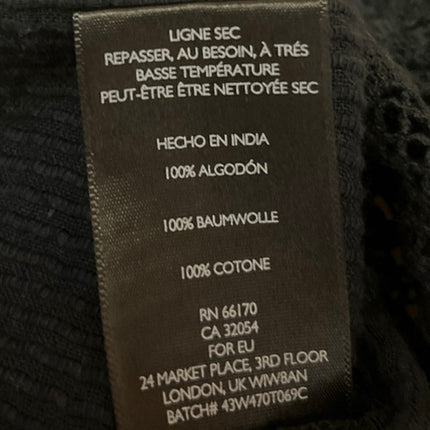 LIGNE SEC
REPASSER, AU BESOIN, À TRÉS
BASSE TEMPÉRATURE
PEUT-ÊTRE ÊTRE NETTOYÉE SEC
HECHO EN INDIA
100% ALGODÓN
100% BAUMWOLLE
100% COTONE
RN 66170
CA 32054
FOR EU
24 MARKET PLACE, 3RD FLOOR
LONDON, UK W1W8AN
BATCH# 43W470T069C